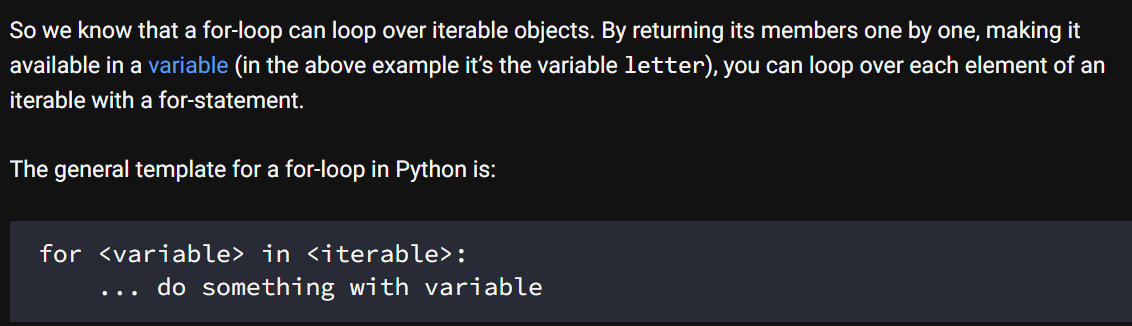 So we know that a for-loop can loop over iterable objects. By returning its members one by one, making it
available in a variable (in the above example it’s the variable letter), you can loop over each element of an
iterable with a for-statement.
The general template for a for-loop in Python is:
for <variable> in <iterable>:
    ... do something with variable